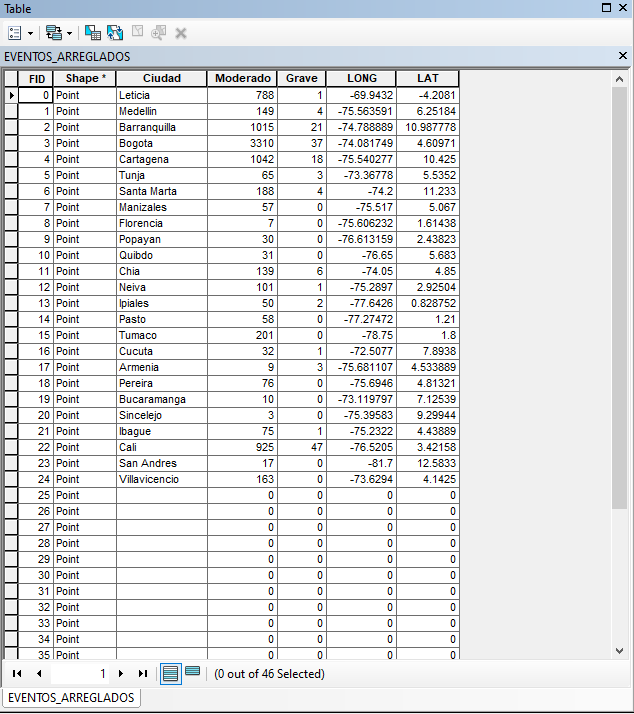 Table
EVENTOS_ARREGLADOS
FID Shape * Ciudad Moderado Grave LONG LAT
0 Point Leticia 788 1 -69.9432 -4.2081
1 Point Medellin 149 4 -75.563591 6.25184
2 Point Barranquilla 1015 21 -74.788889 10.987778
3 Point Bogota 3310 37 -74.081749 4.60971
4 Point Cartagena 1042 18 -75.540277 10.425
5 Point Tunja 65 3 -73.36778 5.5352
6 Point Santa Marta 188 4 -74.2 11.233
7 Point Manizales 57 0 -75.517 5.067
8 Point Florencia 7 0 -75.606232 1.61438
9 Point Popayan 30 0 -76.613159 2.43823
10 Point Quibdo 31 0 -76.65 5.683
11 Point Chia 139 6 -74.05 4.85
12 Point Neiva 101 1 -75.2897 2.92504
13 Point Ipiales 50 2 -77.6426 0.828752
14 Point Pasto 58 0 -77.27472 1.21
15 Point Tumaco 201 0 -78.75 1.8
16 Point Cucuta 32 1 -72.5077 7.8938
17 Point Armenia 9 3 -75.681107 4.533889
18 Point Pereira 76 0 -75.6946 4.81321
19 Point Bucaramanga 10 0 -73.119797 7.12539
20 Point Sincelejo 3 0 -75.39583 9.29944
21 Point Ibague 75 1 -75.2322 4.43889
22 Point Cali 925 47 -76.5205 3.42158
23 Point San Andres 17 0 -81.7 12.5833
24 Point Villavicencio 163 0 -73.6294 4.1425
25 Point 0 0 0 0
26 Point 0 0 0 0
27 Point 0 0 0 0
28 Point 0 0 0 0
29 Point 0 0 0 0
30 Point 0 0 0 0
31 Point 0 0 0 0
32 Point 0 0 0 0
33 Point 0 0 0 0
34 Point 0 0 0 0
35 Point 0 0 0 0
1 (0 out of 46 Selected)
EVENTOS_ARREGLADOS